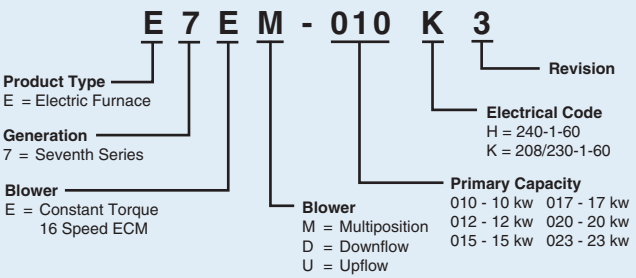 E 7 E M - 010 K 3
Product Type
E = Electric Furnace
Generation
7 = Seventh Series
Blower
E = Constant Torque
16 Speed ECM
Blower
M = Multiposition
D = Downflow
U = Upflow
Revision
Electrical Code
H = 240-1-60
K = 208/230-1-60
Primary Capacity
010 - 10 kw 017 - 17 kw
012 - 12 kw 020 - 20 kw
015 - 15 kw 023 - 23 kw